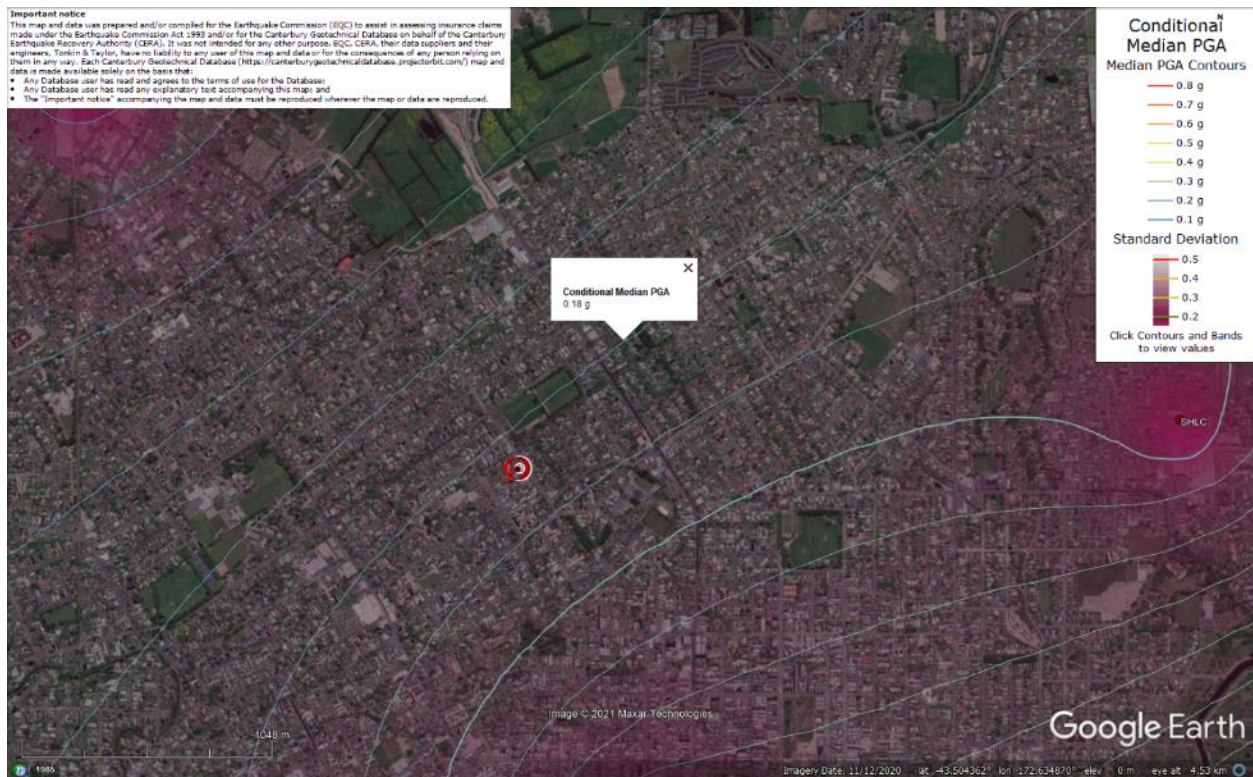 Important notice
This map and data was prepared and/or compiled for the Earthquake Commission (EQC) to assist in assessing insurance claims
made under the Earthquake Commission Act 1993 and/or for the Canterbury Geotechnical Database on behalf of the Canterbury
Earthquake Recovery Authority (CERA). It was not intended for any other purpose. EQC, CERA, their data suppliers and their
engineers, Tonkin & Taylor, have no liability to any user of this map and data or for the consequences of any person relying on
them in any way. Each Canterbury Geotechnical Database (https://canterburygeotechnicaldatabase.projectorbit.com/) map and
data is made available solely on the basis that:
• Any Database user has read and agrees to the terms of use for the Database;
• Any Database user has read any explanatory text accompanying this map; and
• The "Important notice" accompanying the map and data must be reproduced wherever the map or data are reproduced.
N
Conditional
Median PGA
Median PGA Contours
0.8 g
0.7 g
0.6 g
0.5 g
0.4 g
0.3 g
0.2 g
0.1 g
Standard Deviation
0.5
0.4
0.3
0.2
Click Contours and Bands
to view values
Conditional Median PGA
0.18 g
SHLC
Image © 2021 Maxar Technologies
Google Earth
1048 m
1985
Imagery Date: 11/12/2020 lat -43.504362° lon 172.634870° elev 0 m eye alt 4.53 km